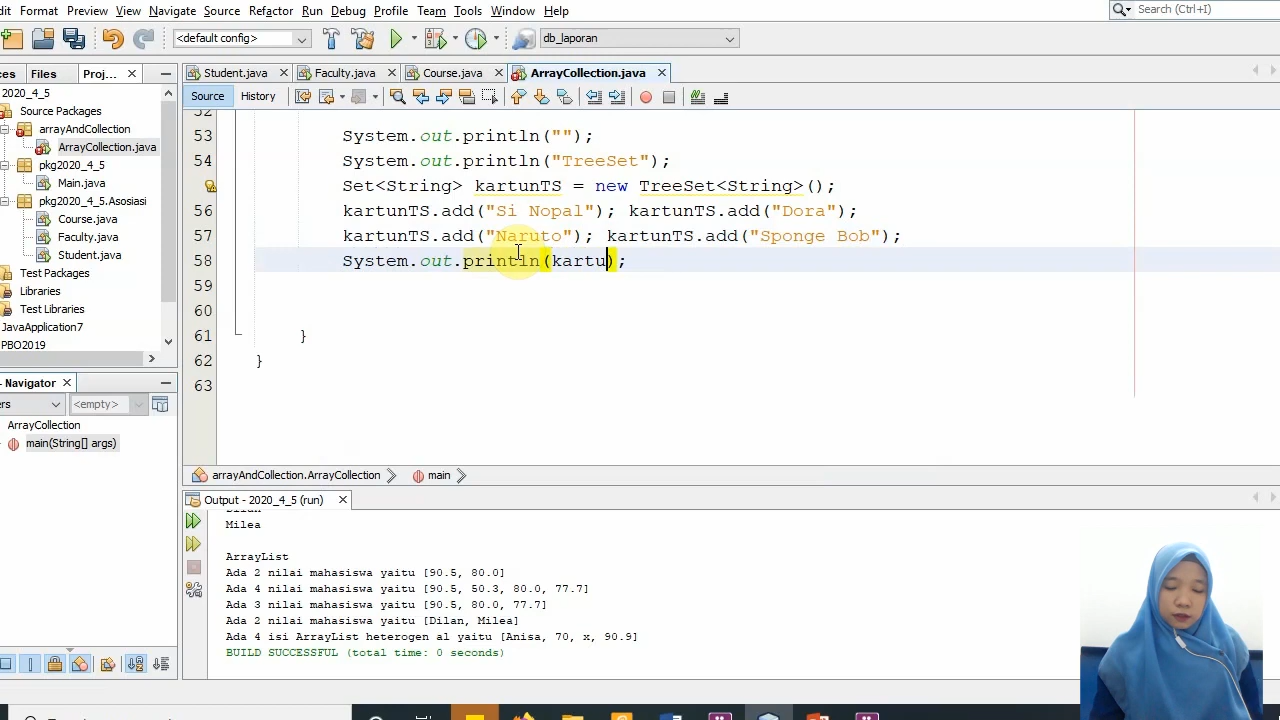 dit Format Preview View Navigate Source Refactor Run Debug Profile Team Tools Window Help
Search (Ctrl+I)
<default config>
db_laporan
ces Files Proj...
Student.java Faculty.java Course.java ArrayCollection.java
2020_4_5
Source Packages
arrayAndCollection
ArrayCollection.java
pkg2020_4_5
Main.java
pkg2020_4_5.Asosiasi
Course.java
Faculty.java
Student.java
Test Packages
Libraries
Test Libraries
JavaApplication7
PBO2019
Source History
52
53 System.out.println("");
54 System.out.println("TreeSet");
Set<String> kartunTS = new TreeSet<String>();
56 kartunTS.add("Si Nopal"); kartunTS.add("Dora");
57 kartunTS.add("Naruto"); kartunTS.add("Sponge Bob");
58 System.out.println(kartu);
59
60
61 }
62 }
63
Navigator
ers <empty>
ArrayCollection
main(String[] args)
arrayAndCollection.ArrayCollection main
Output - 2020_4_5 (run)
Dilan
Milea
ArrayList
Ada 2 nilai mahasiswa yaitu [90.5, 80.0]
Ada 4 nilai mahasiswa yaitu [90.5, 50.3, 80.0, 77.7]
Ada 3 nilai mahasiswa yaitu [90.5, 80.0, 77.7]
Ada 2 nilai mahasiswa yaitu [Dilan, Milea]
Ada 4 isi ArrayList heterogen al yaitu [Anisa, 70, x, 90.9]
BUILD SUCCESSFUL (total time: 0 seconds)